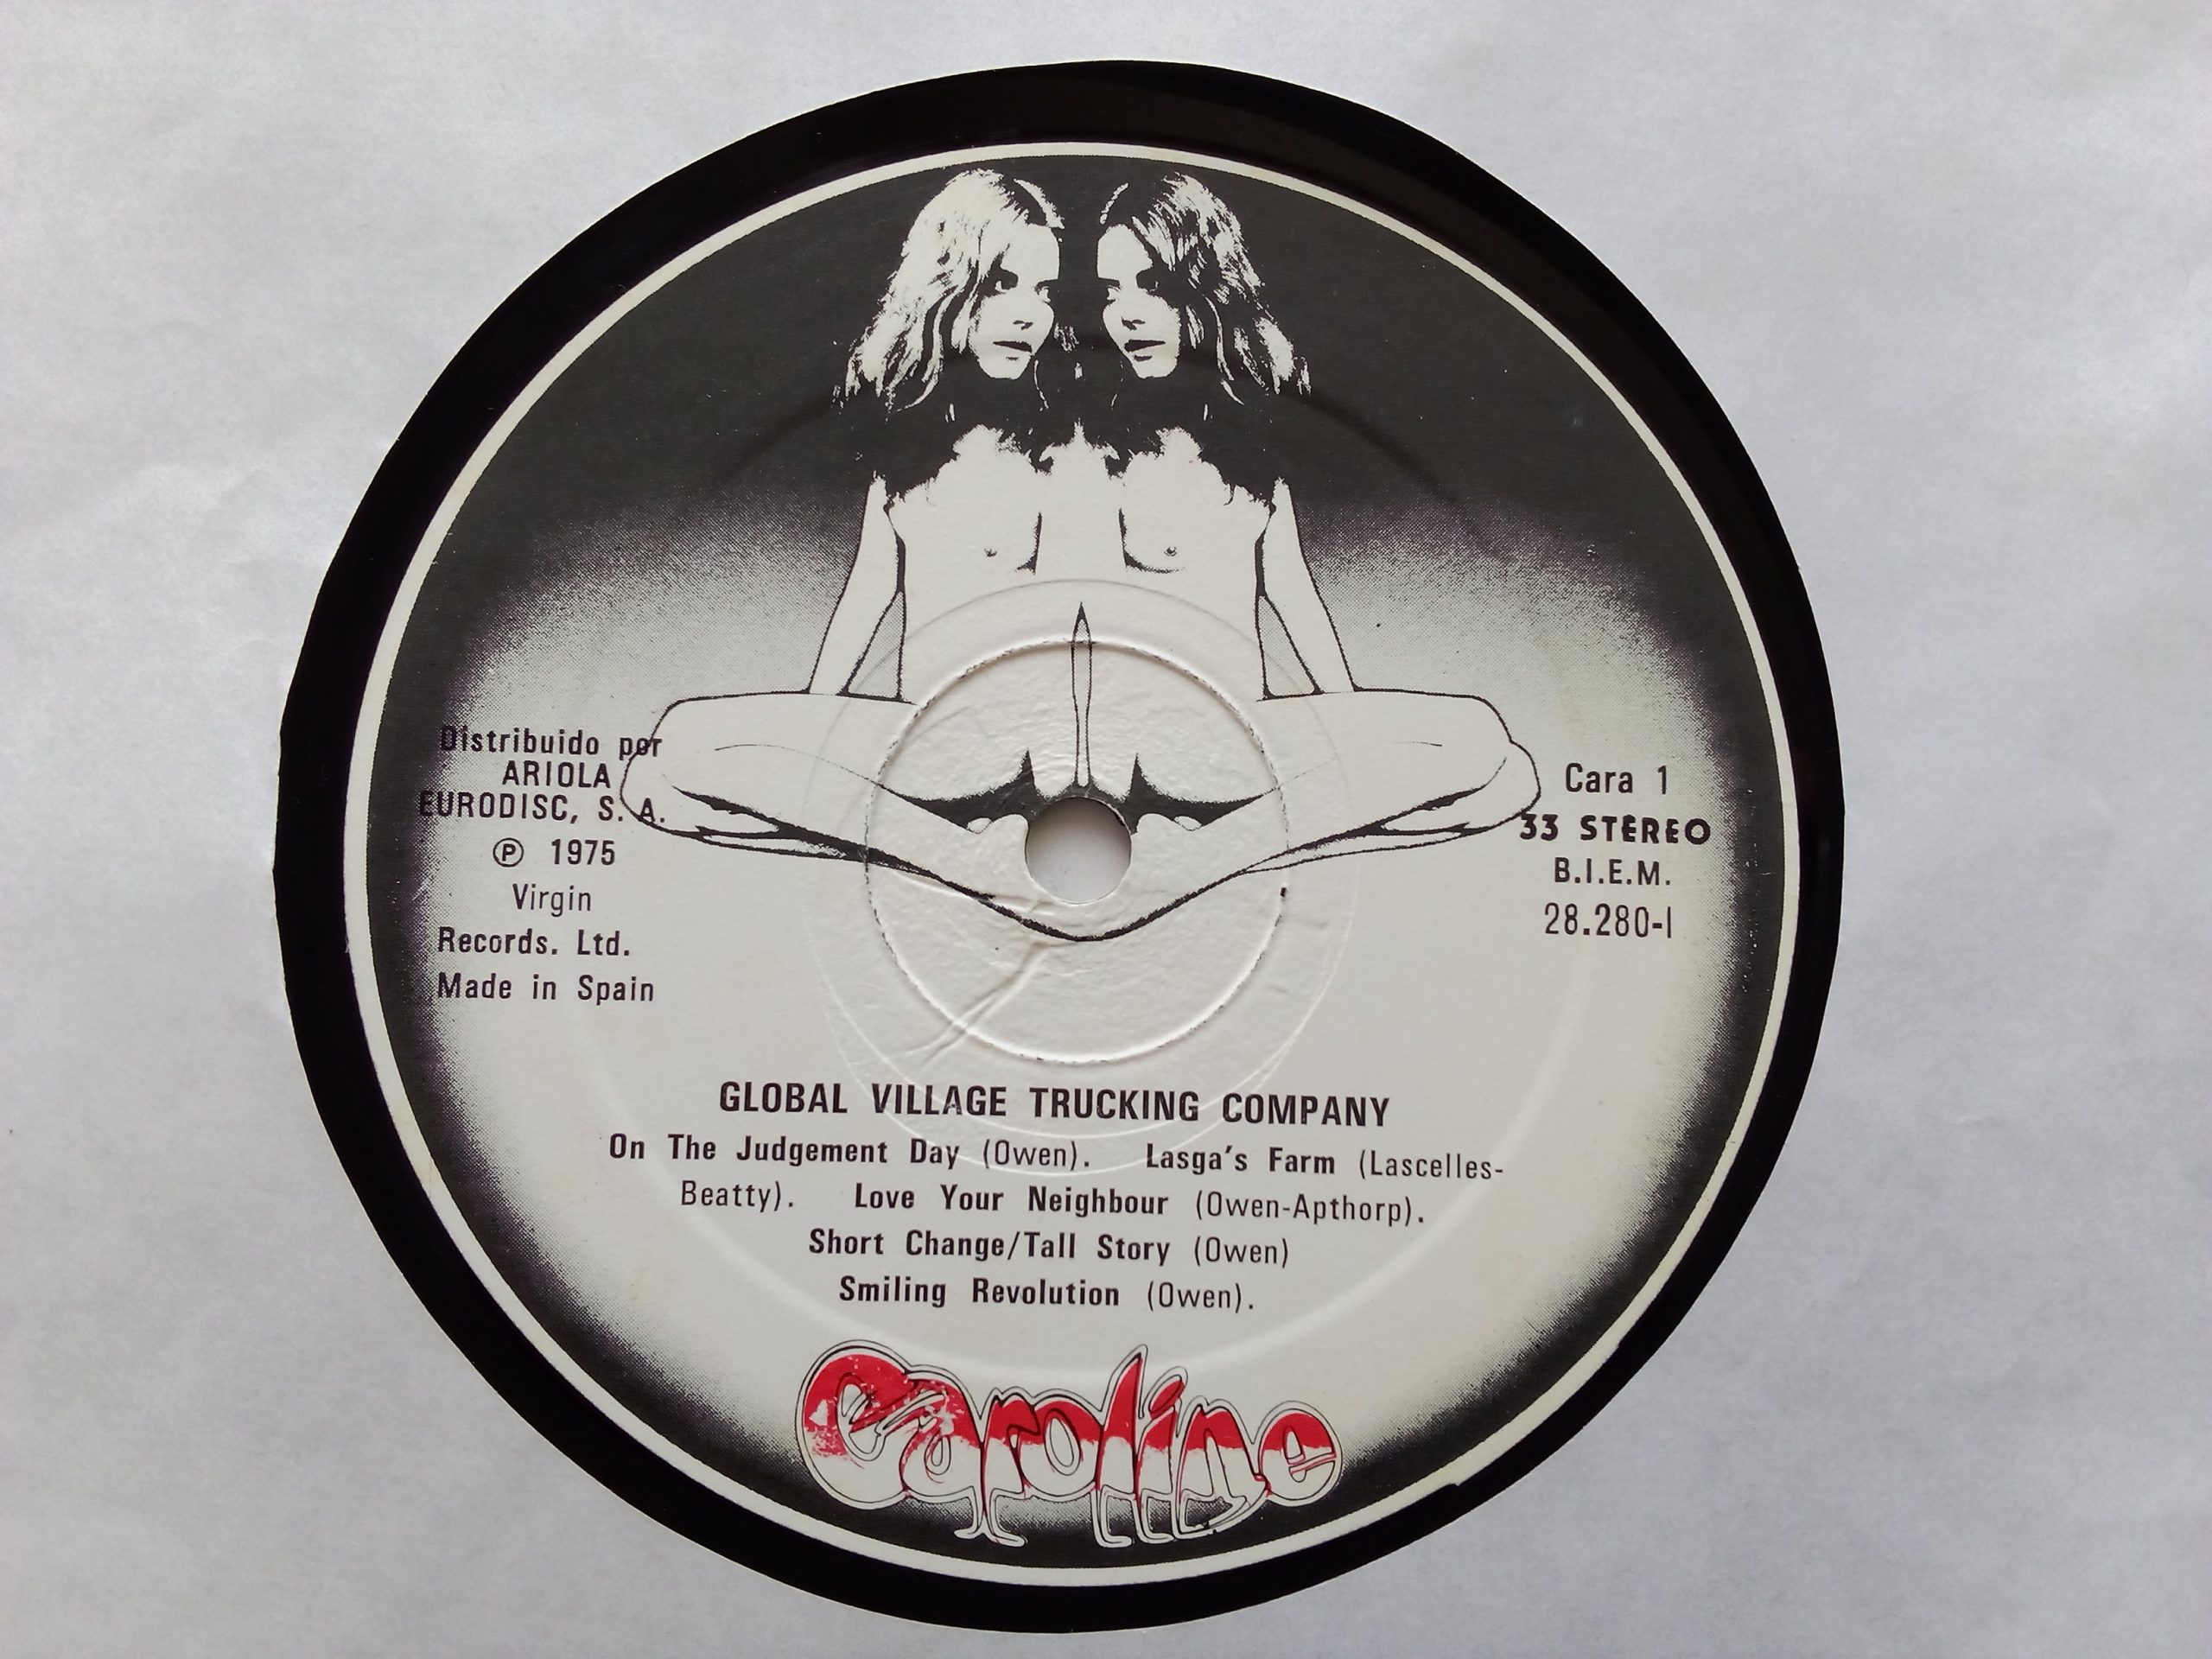 Distribuido por
ARIOLA
EURODISC, S. A.
Ⓟ 1975
Virgin
Records. Ltd.
Made in Spain
Cara 1
33 STEREO
B.I.E.M.
28.280-I
GLOBAL VILLAGE TRUCKING COMPANY
On The Judgement Day (Owen). Lasga's Farm (Lascelles-
Beatty). Love Your Neighbour (Owen-Apthorp).
Short Change/Tall Story (Owen)
Smiling Revolution (Owen).
Caroline